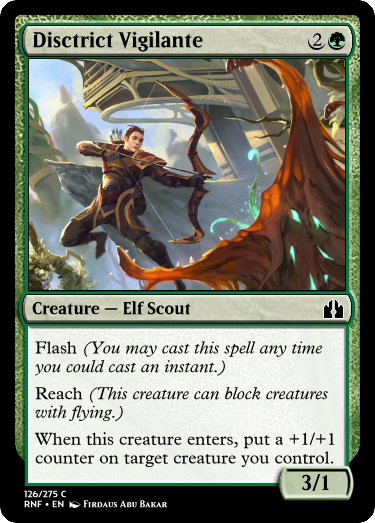 Disctrict Vigilante 2
Creature — Elf Scout
Flash (You may cast this spell any time
you could cast an instant.)
Reach (This creature can block creatures
with flying.)
When this creature enters, put a +1/+1
counter on target creature you control.
3/1
126/275 C
RNF • EN Firdaus Abu Bakar